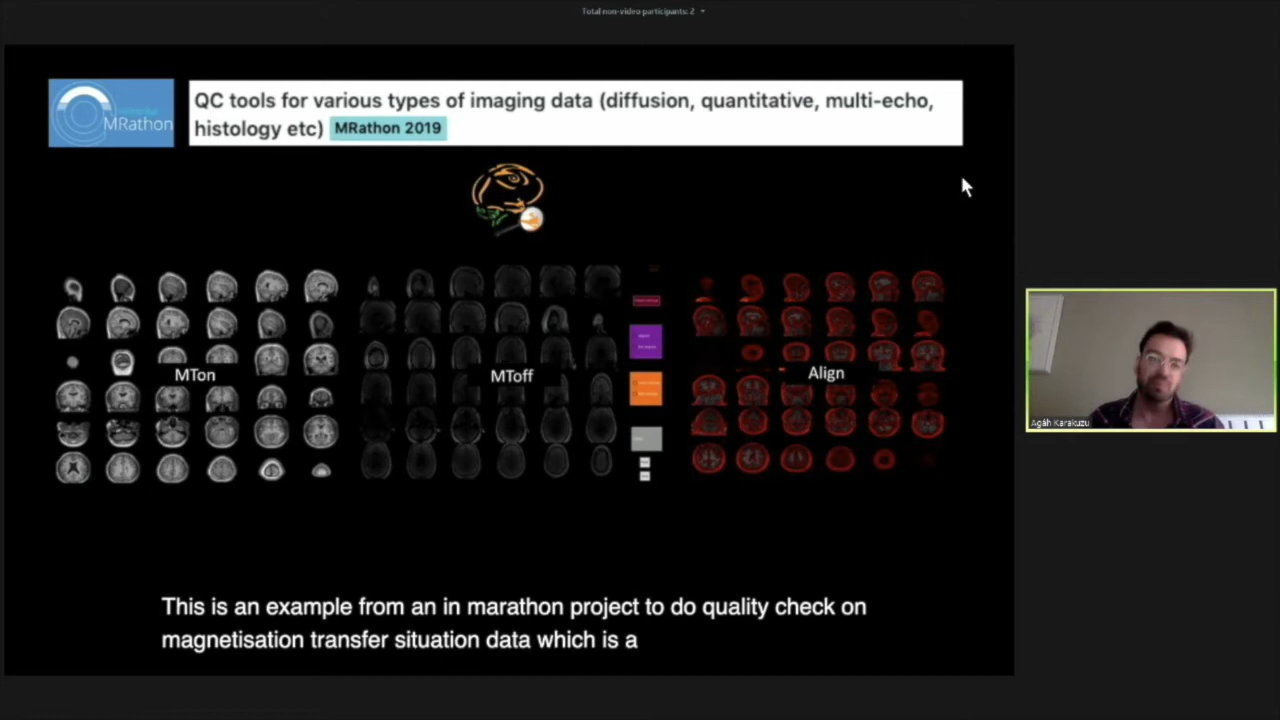 Total non-video participants: 2
MRathon
QC tools for various types of imaging data (diffusion, quantitative, multi-echo,
histology etc) MRathon 2019
MTon
MToff
Align
Agâh Karakuzu
This is an example from an in marathon project to do quality check on
magnetisation transfer situation data which is a